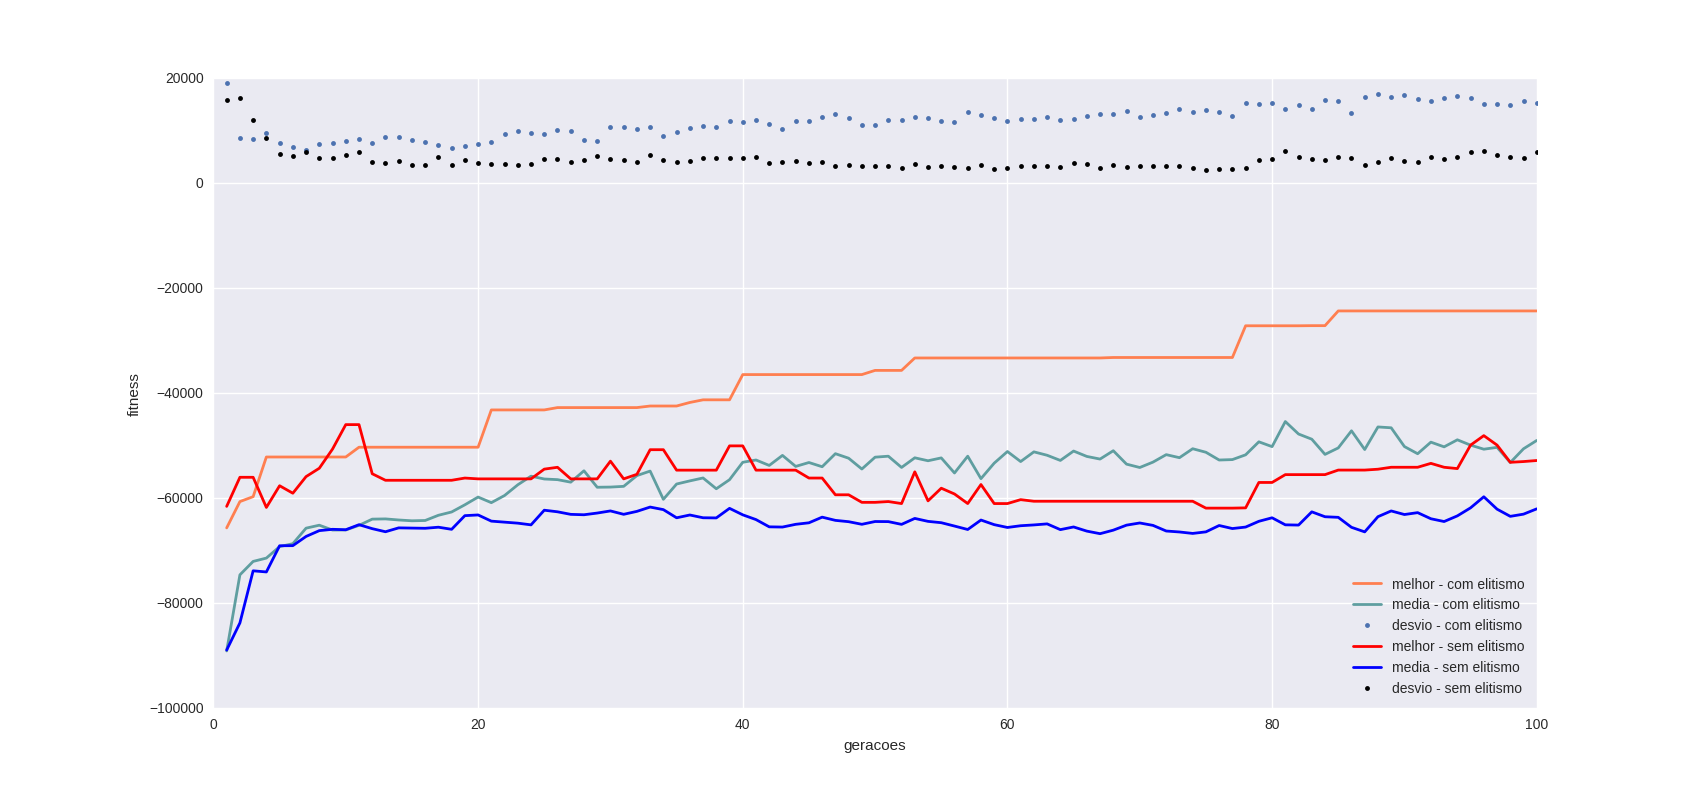 20000
0
−20000
−40000
−60000
−80000
−100000
fitness
0 20 40 60 80 100
geracoes
melhor - com elitismo
media - com elitismo
desvio - com elitismo
melhor - sem elitismo
media - sem elitismo
desvio - sem elitismo